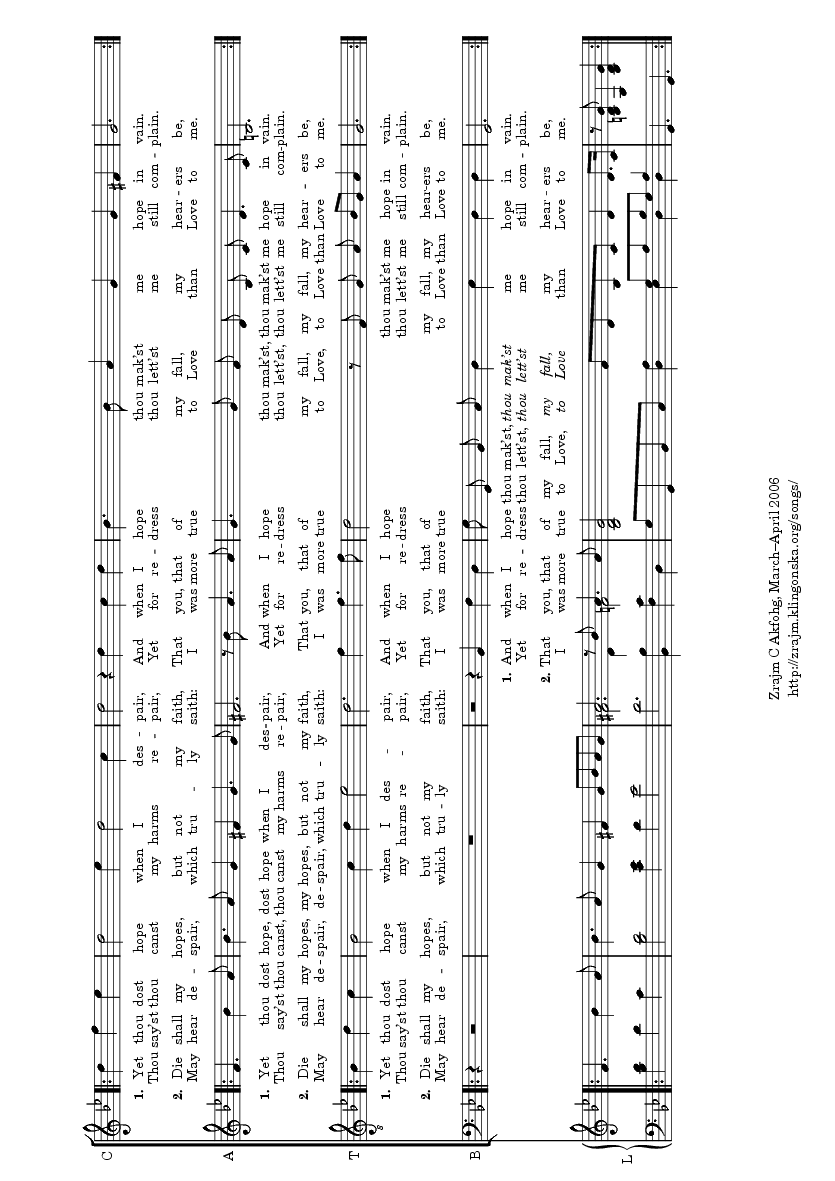 C
1. Yet thou dost hope when I des - pair, And when I hope thou mak'st me hope in vain.
Thou say'st thou canst my harms re - pair, Yet for re - dress thou lett'st me still com - plain.
2. Die shall my hopes, but not my faith, That you, that of my fall, my hear - ers be,
May hear de - spair, which tru - ly saith: I was more true to Love than Love to me.
A
1. Yet thou dost hope, dost hope when I des-pair, And when I hope thou mak'st, thou mak'st me hope in vain.
Thou say'st thou canst, thou canst my harms re - pair, Yet for re-dress thou lett'st, thou lett'st me still com-plain.
2. Die shall my hopes, my hopes, but not my faith, That you, that of my fall, my fall, my hear - ers be,
May hear de - spair, de-spair, which tru - ly saith: I was more true to Love, to Love than Love to me.
T
8
1. Yet thou dost hope when I des - pair, And when I hope thou mak'st me hope in vain.
Thou say'st thou canst my harms re - pair, Yet for re-dress thou lett'st me still com - plain.
2. Die shall my hopes, but not my faith, That you, that of my fall, my hear-ers be,
May hear de - spair, which tru - ly saith: I was more true to Love than Love to me.
B
1. And when I hope thou mak'st, thou mak'st me hope in vain.
Yet for re - dress thou lett'st, thou lett'st me still com - plain.
2. That you, that of my fall, my fall, my hear - ers be,
I was more true to Love, to Love than Love to me.
L
Zrajm C Akfohg, March–April 2006
http://zrajm.klingonska.org/songs/